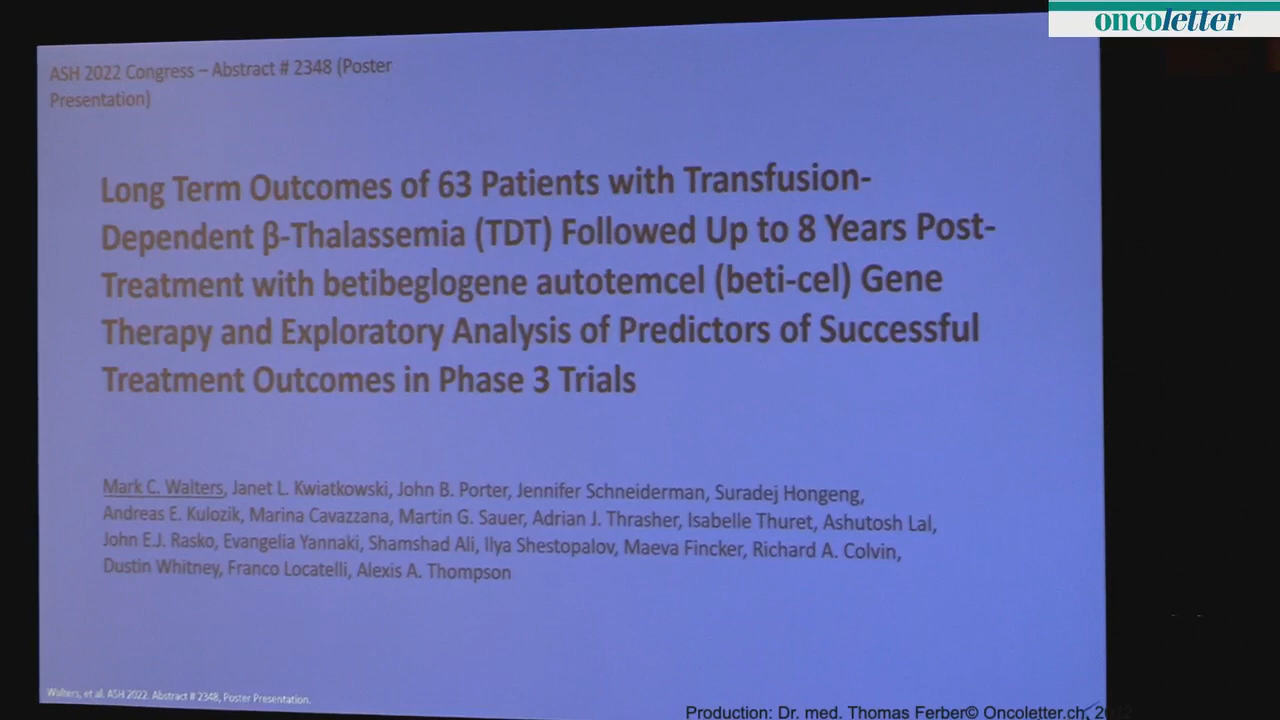 oncoletter
ASH 2022 Congress – Abstract # 2348 (Poster
Presentation)
Long Term Outcomes of 63 Patients with Transfusion-
Dependent β-Thalassemia (TDT) Followed Up to 8 Years Post-
Treatment with betibeglogene autotemcel (beti-cel) Gene
Therapy and Exploratory Analysis of Predictors of Successful
Treatment Outcomes in Phase 3 Trials
Mark C. Walters, Janet L. Kwiatkowski, John B. Porter, Jennifer Schneiderman, Suradej Hongeng,
Andreas E. Kulozik, Marina Cavazzana, Martin G. Sauer, Adrian J. Thrasher, Isabelle Thuret, Ashutosh Lal,
John E.J. Rasko, Evangelia Yannaki, Shamshad Ali, Ilya Shestopalov, Maeva Fincker, Richard A. Colvin,
Dustin Whitney, Franco Locatelli, Alexis A. Thompson
Walters, et al. ASH 2022. Abstract # 2348, Poster Presentation.
Production: Dr. med. Thomas Ferber© Oncoletter.ch,